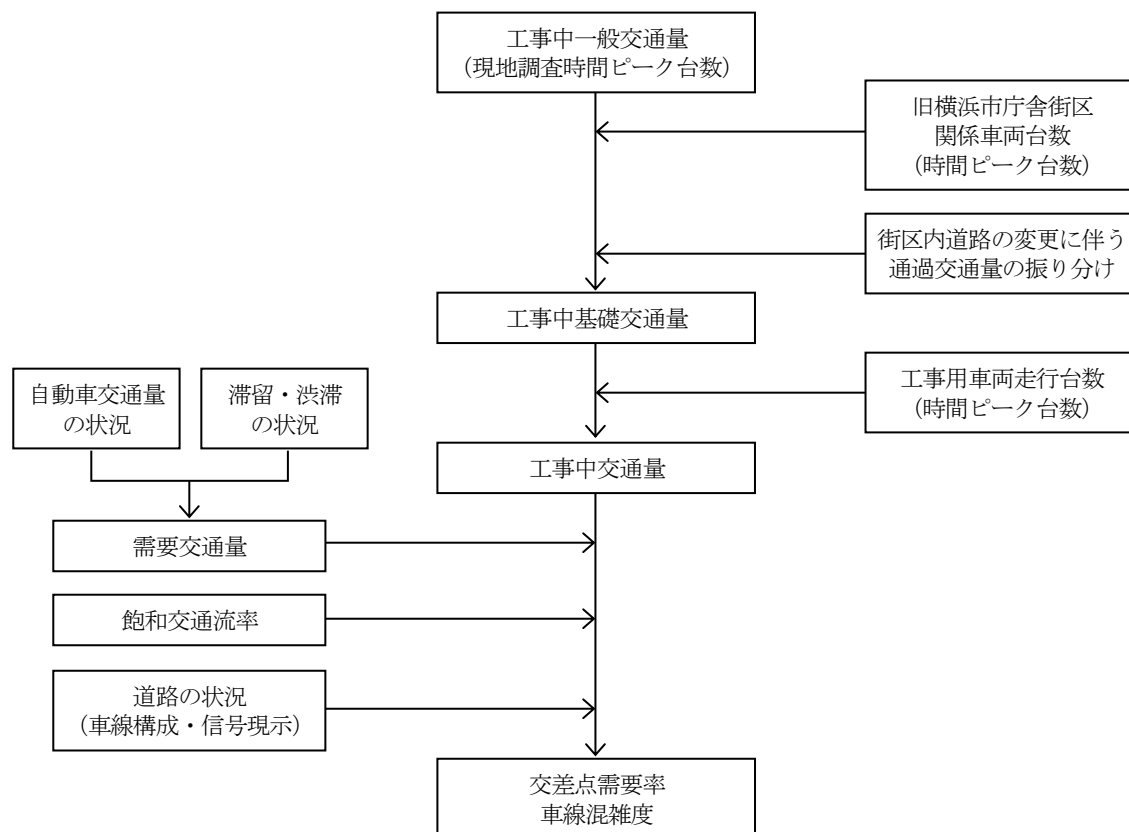 工事中一般交通量
(現地調査時間ピーク台数)
旧横浜市庁舎街区
関係車両台数
(時間ピーク台数)
街区内道路の変更に伴う
通過交通量の振り分け
工事中基礎交通量
自動車交通量
の状況
滞留・渋滞
の状況
工事用車両走行台数
(時間ピーク台数)
工事中交通量
需要交通量
飽和交通流率
道路の状況
(車線構成・信号現示)
交差点需要率
車線混雑度